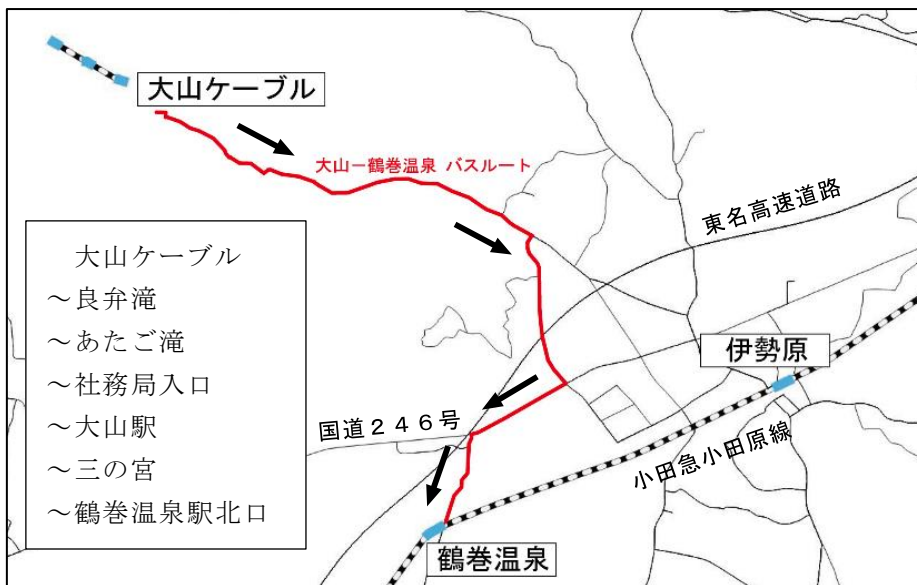 大山ケーブル
大山－鶴巻温泉 バスルート
東名高速道路
大山ケーブル
～良弁滝
～あたご滝
～社務局入口
～大山駅
～三の宮
～鶴巻温泉駅北口
伊勢原
国道２４６号
小田急小田原線
鶴巻温泉